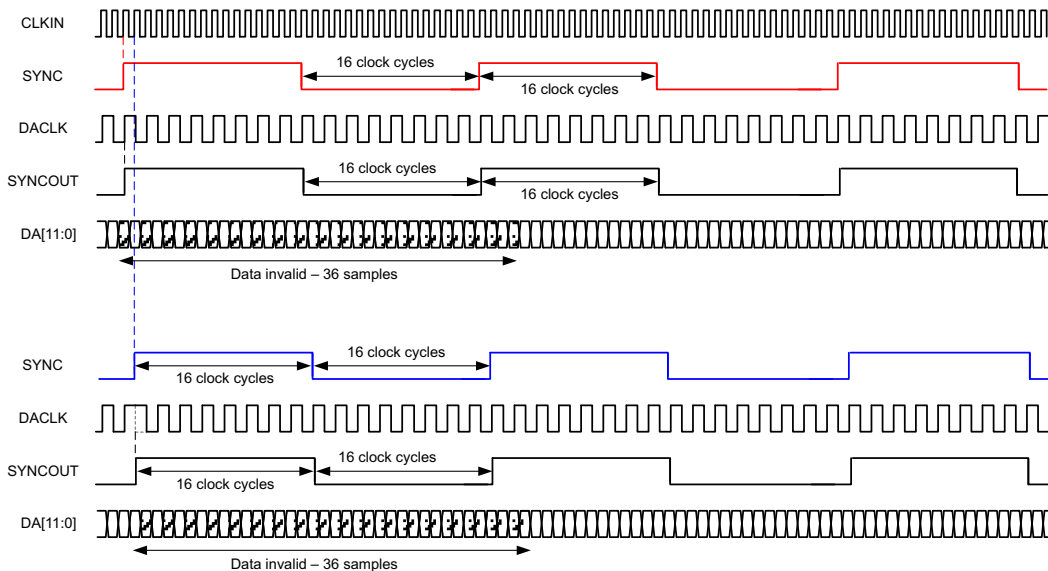 CLKIN
16 clock cycles
SYNC
16 clock cycles
DACLK
16 clock cycles
SYNCOUT
16 clock cycles
DA[11:0]
Data invalid – 36 samples
16 clock cycles
SYNC
16 clock cycles
DACLK
16 clock cycles
SYNCOUT
16 clock cycles
DA[11:0]
Data invalid – 36 samples